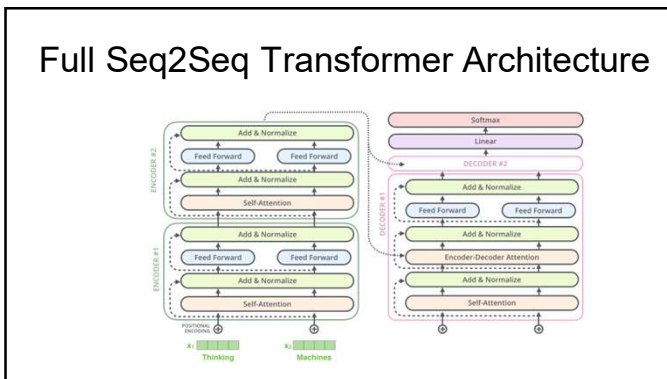 Full Seq2Seq Transformer Architecture
ENCODER #2
Add & Normalize
Feed Forward Feed Forward
Add & Normalize
Self-Attention
ENCODER #1
Add & Normalize
Feed Forward Feed Forward
Add & Normalize
Self-Attention
POSITIONAL
ENCODING
x₁ x₂
Thinking Machines
Softmax
Linear
DECODER #2
DECODER #1
Add & Normalize
Feed Forward Feed Forward
Add & Normalize
Encoder-Decoder Attention
Add & Normalize
Self-Attention